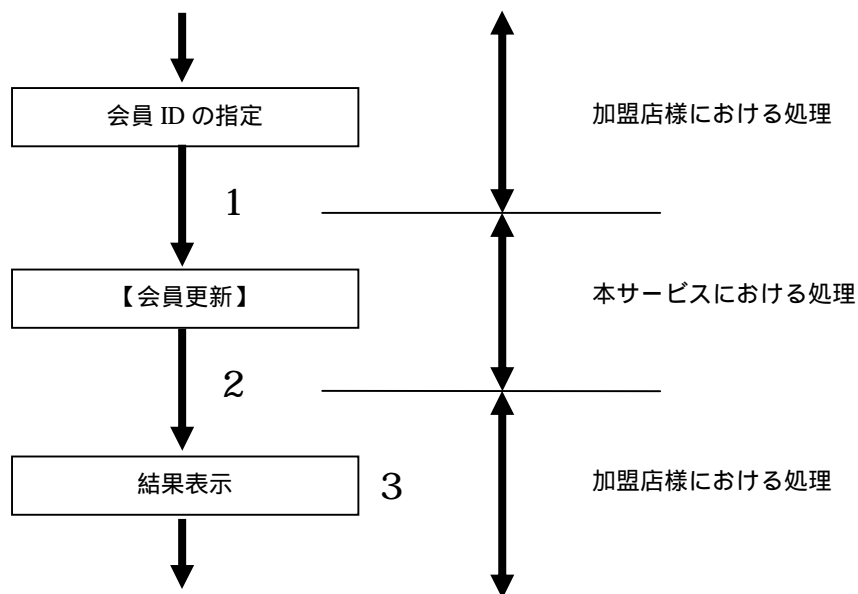 会員 ID の指定
加盟店様における処理
1
【会員更新】
本サービスにおける処理
2
結果表示
3
加盟店様における処理